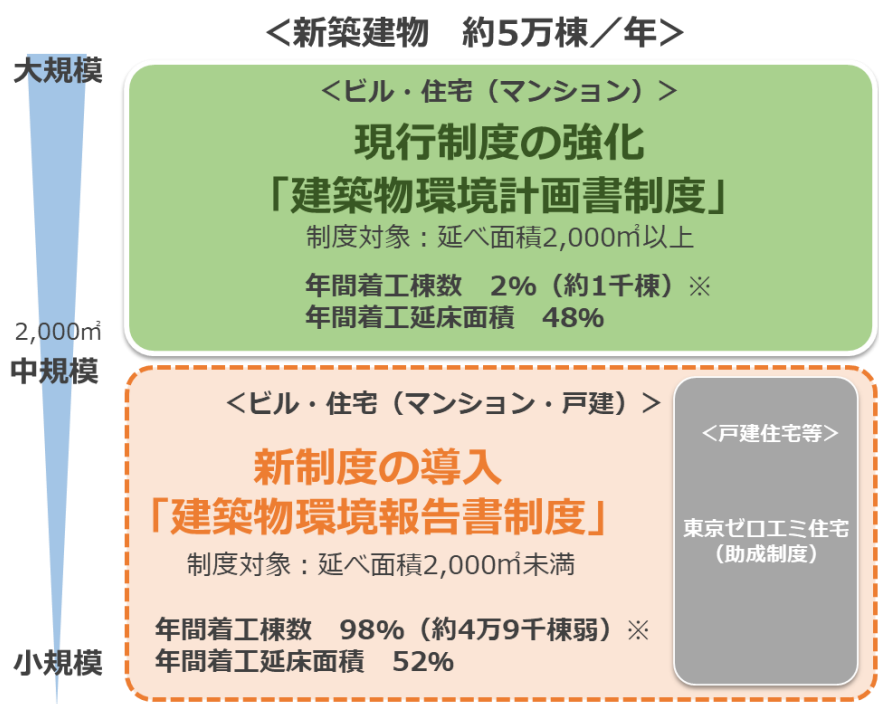 ＜新築建物　約5万棟／年＞
大規模
＜ビル・住宅（マンション）＞
現行制度の強化
「建築物環境計画書制度」
制度対象：延べ面積2,000㎡以上
年間着工棟数　2%（約1千棟）※
年間着工延床面積　48%
2,000㎡
中規模
＜ビル・住宅（マンション・戸建）＞
新制度の導入
「建築物環境報告書制度」
制度対象：延べ面積2,000㎡未満
年間着工棟数　98%（約4万9千棟弱）※
年間着工延床面積　52%
＜戸建住宅等＞
東京ゼロエミ住宅
（助成制度）
小規模